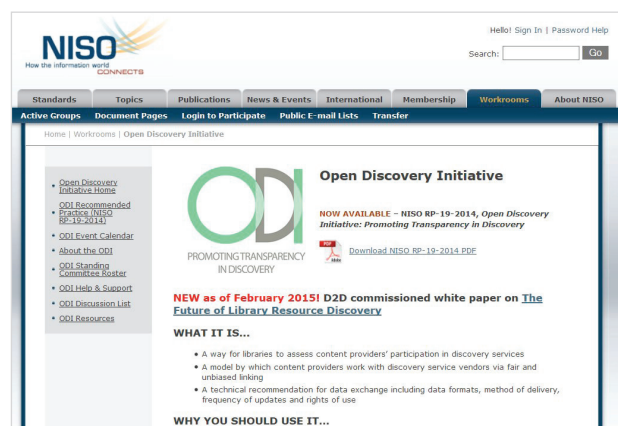 Hello! Sign In | Password Help
NISO
How the information world
CONNECTS
Search:
Go
Standards
Topics
Publications
News & Events
International
Membership
Workrooms
About NISO
Active Groups
Document Pages
Login to Participate
Public E-mail Lists
Transfer
Home | Workrooms | Open Discovery Initiative
Open Discovery
Initiative Home
ODI Recommended
Practice (NISO
RP-19-2014)
ODI Event Calendar
About the ODI
ODI Standing
Committee Roster
ODI Help & Support
ODI Discussion List
ODI Resources
ODI
PROMOTING TRANSPARENCY
IN DISCOVERY
Open Discovery Initiative
NOW AVAILABLE – NISO RP-19-2014, Open Discovery
Initiative: Promoting Transparency in Discovery
PDF
Download NISO RP-19-2014 PDF
NEW as of February 2015! D2D commissioned white paper on The
Future of Library Resource Discovery
WHAT IT IS...
• A way for libraries to assess content providers' participation in discovery services
• A model by which content providers work with discovery service vendors via fair and
unbiased linking
• A technical recommendation for data exchange including data formats, method of delivery,
frequency of updates and rights of use
WHY YOU SHOULD USE IT...